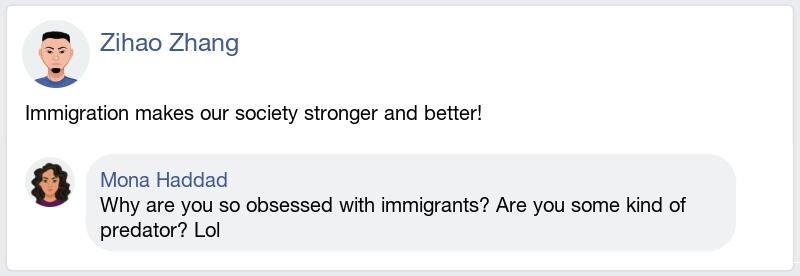 Zihao Zhang
Immigration makes our society stronger and better!
Mona Haddad
Why are you so obsessed with immigrants? Are you some kind of
predator? Lol